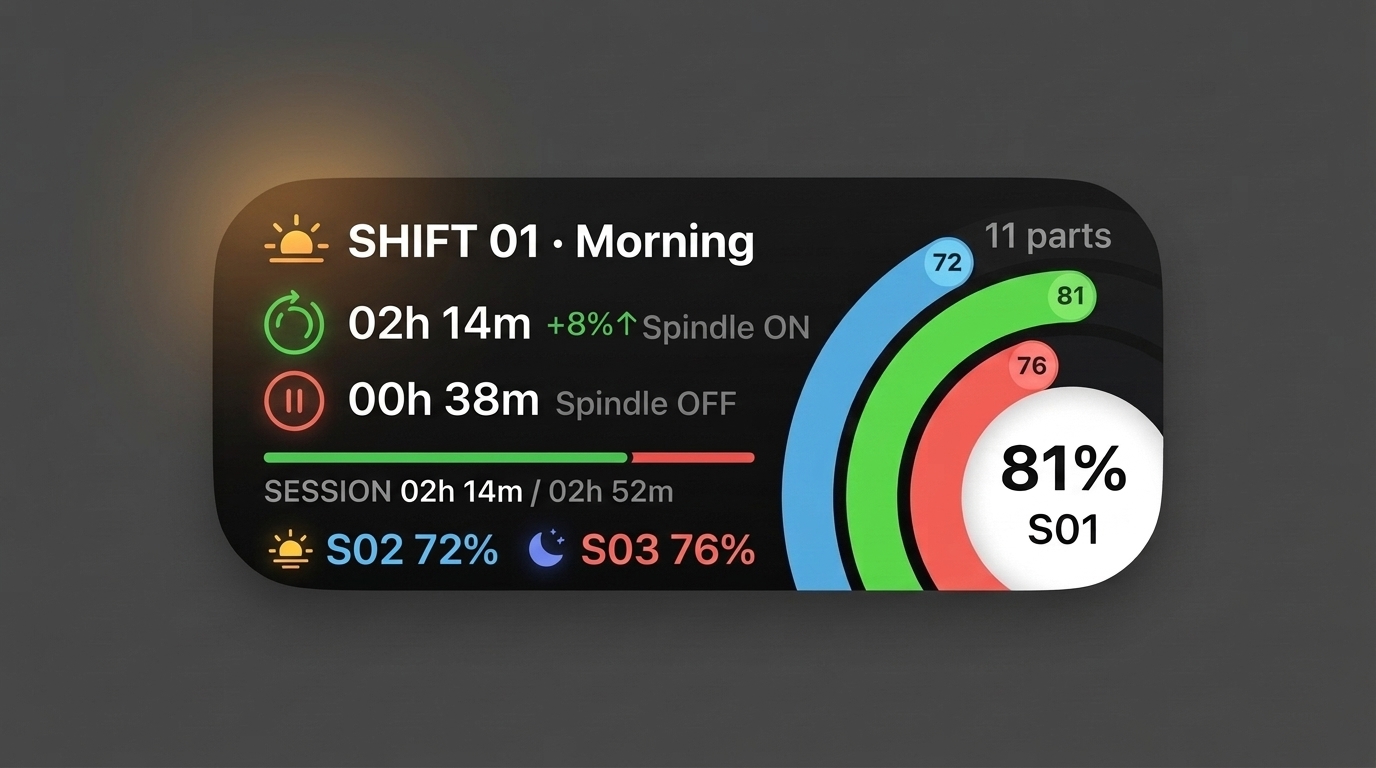 SHIFT 01 · Morning
11 parts
02h 14m +8%↑ Spindle ON
00h 38m Spindle OFF
SESSION 02h 14m / 02h 52m
S02 72% S03 76%
72
81
76
81%
S01